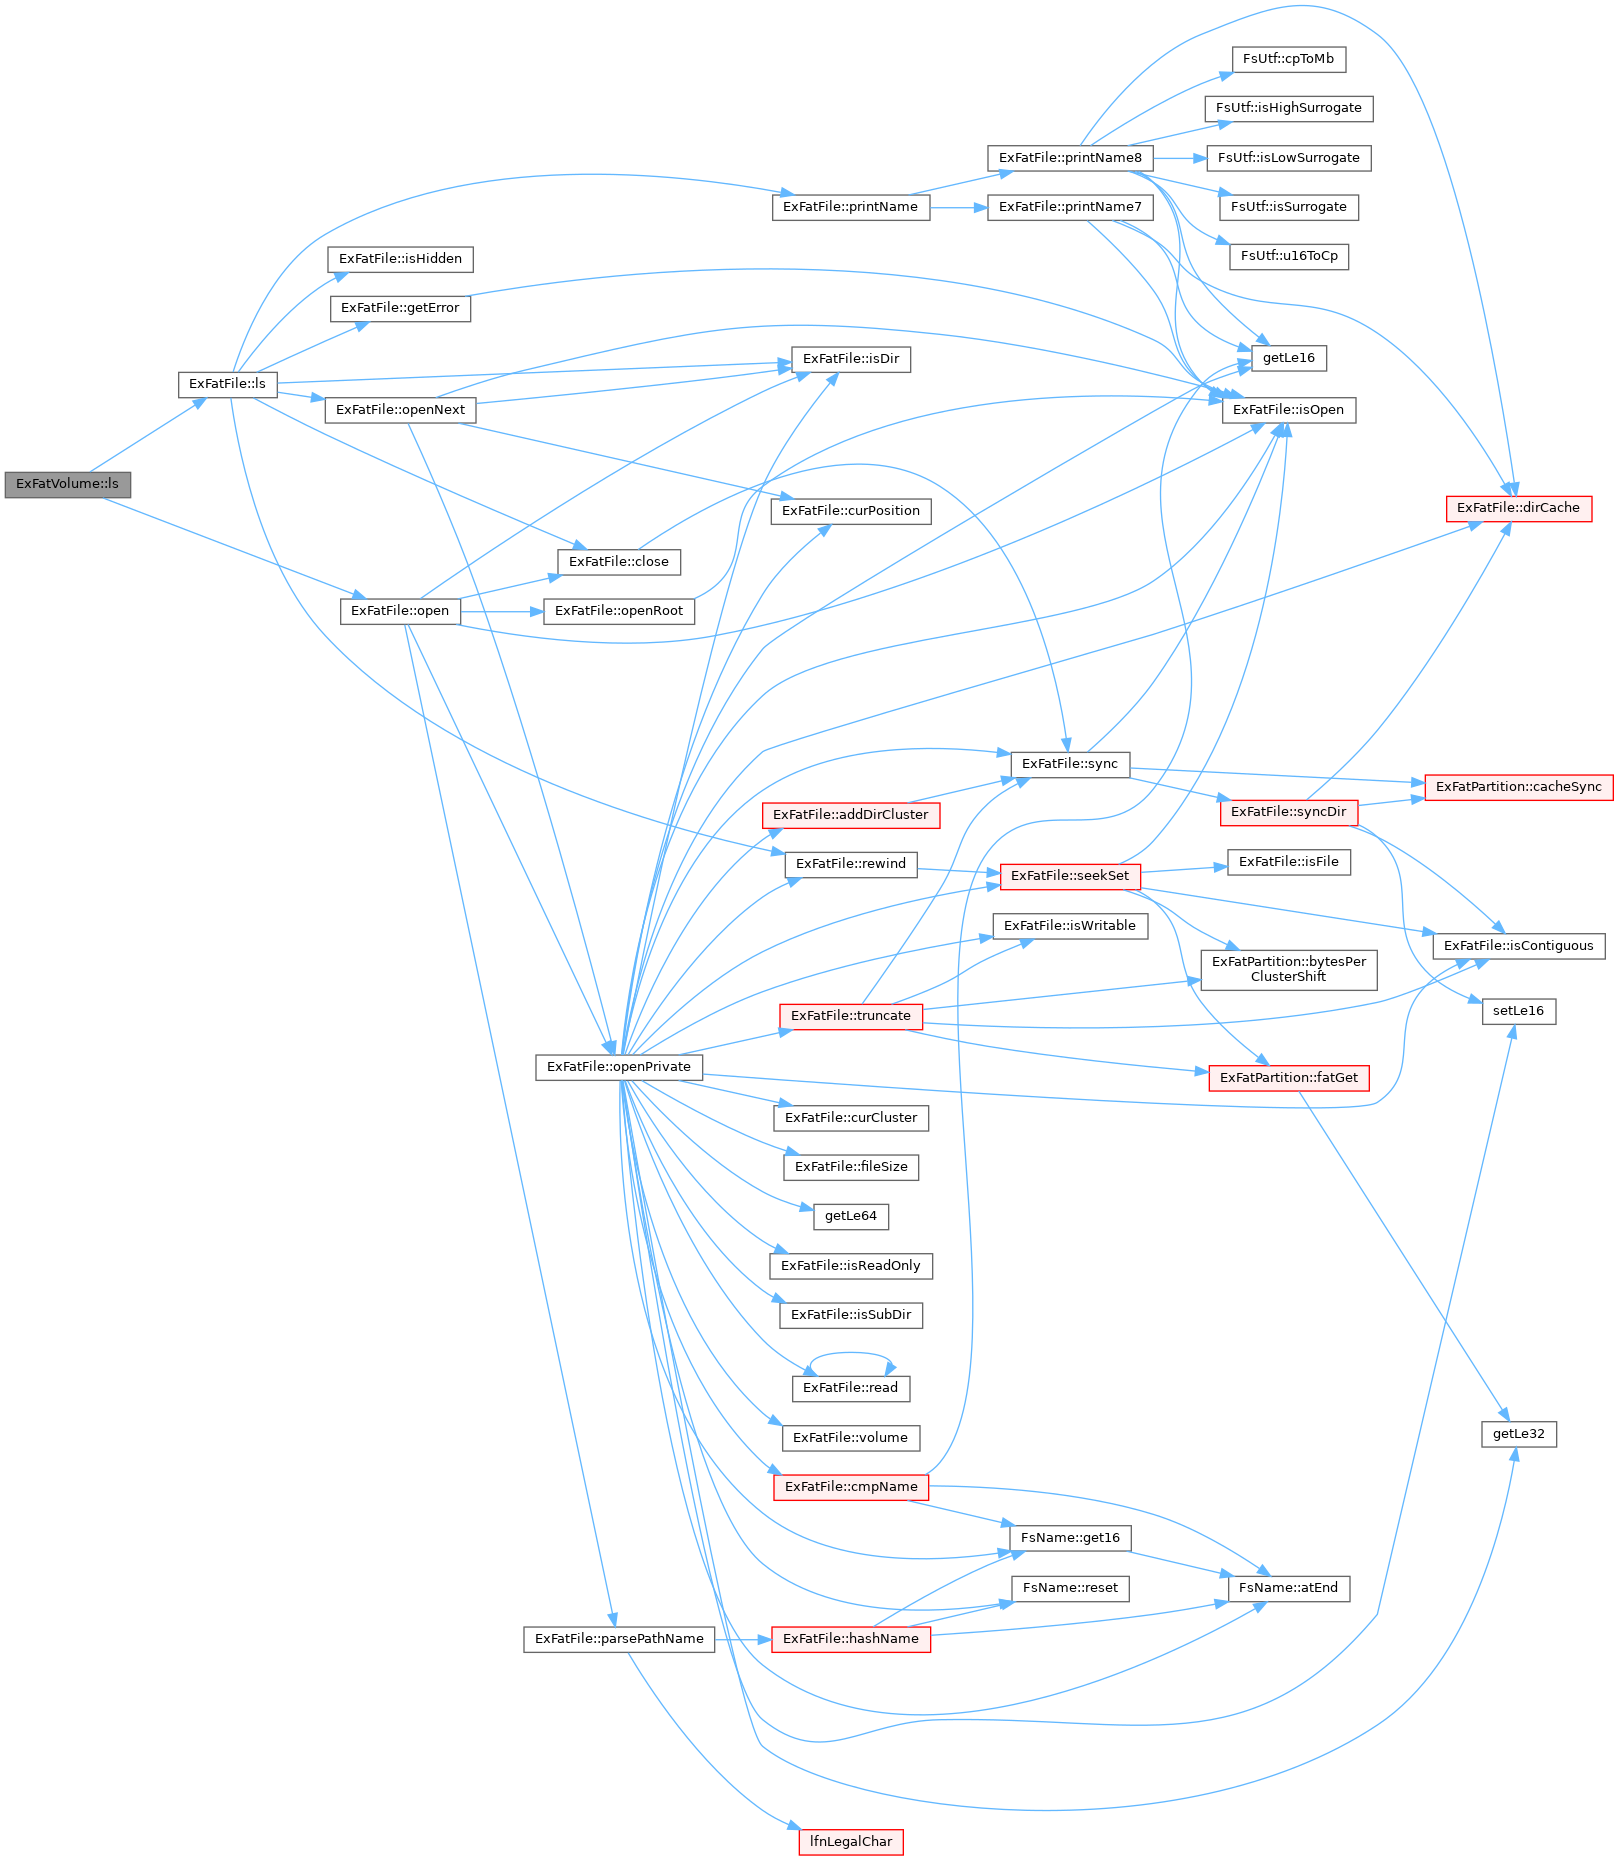 FsUtf::cpToMb
FsUtf::isHighSurrogate
ExFatFile::printName8
FsUtf::isLowSurrogate
ExFatFile::printName
ExFatFile::printName7
FsUtf::isSurrogate
ExFatFile::isHidden
FsUtf::u16ToCp
ExFatFile::getError
ExFatFile::isDir
getLe16
ExFatFile::ls
ExFatFile::openNext
ExFatFile::isOpen
ExFatVolume::ls
ExFatFile::curPosition
ExFatFile::dirCache
ExFatFile::close
ExFatFile::open
ExFatFile::openRoot
ExFatFile::sync
ExFatPartition::cacheSync
ExFatFile::addDirCluster
ExFatFile::syncDir
ExFatFile::rewind
ExFatFile::seekSet
ExFatFile::isFile
ExFatFile::isWritable
ExFatFile::isContiguous
ExFatPartition::bytesPer
ClusterShift
ExFatFile::truncate
setLe16
ExFatFile::openPrivate
ExFatPartition::fatGet
ExFatFile::curCluster
ExFatFile::fileSize
getLe64
ExFatFile::isReadOnly
ExFatFile::isSubDir
ExFatFile::read
ExFatFile::volume
getLe32
ExFatFile::cmpName
FsName::get16
FsName::reset
FsName::atEnd
ExFatFile::parsePathName
ExFatFile::hashName
lfnLegalChar